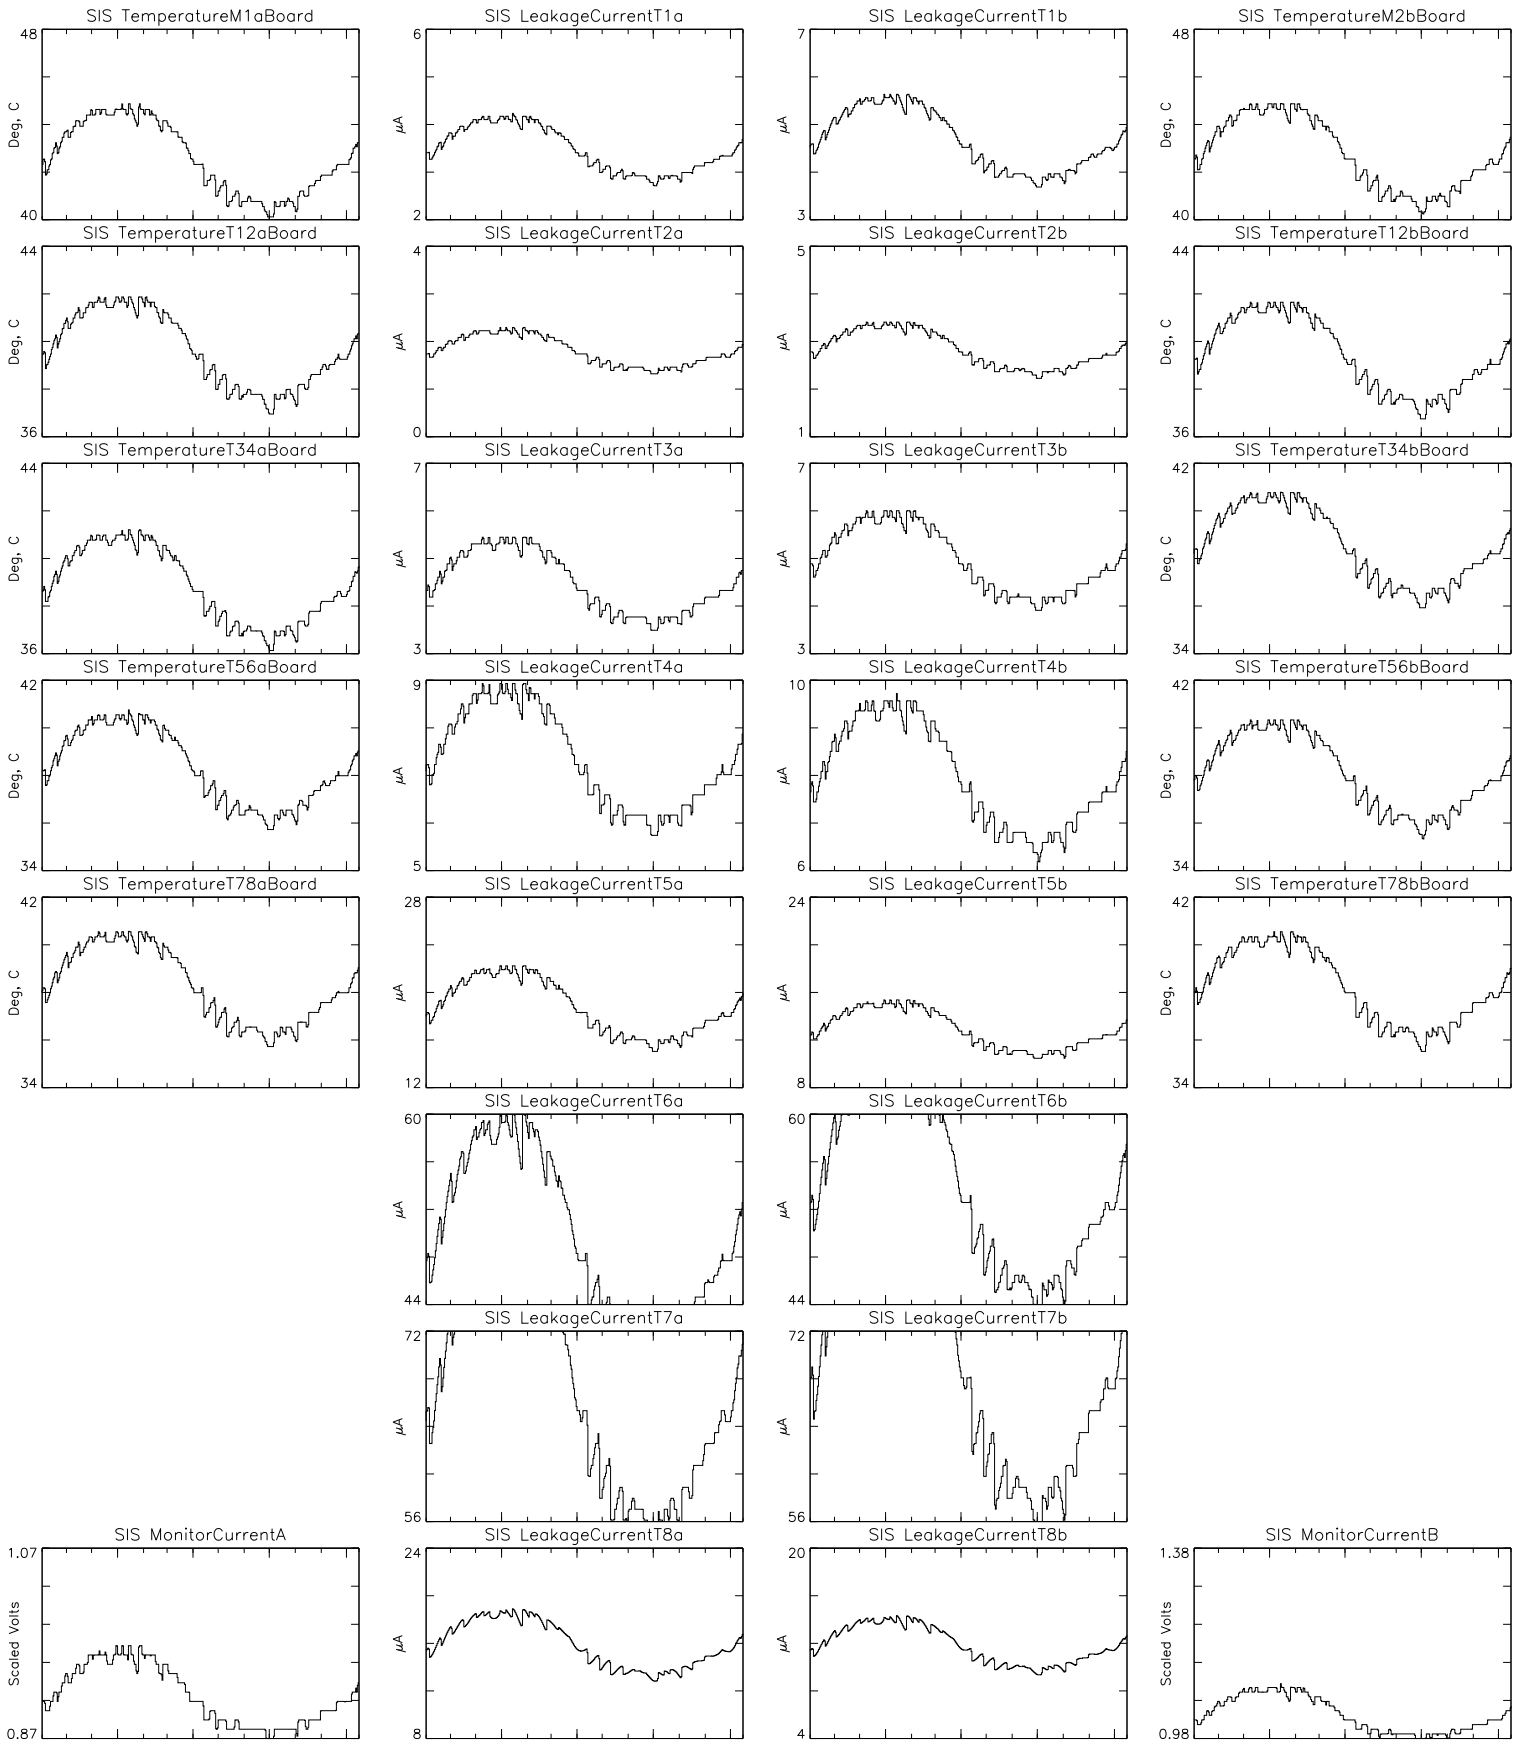 SIS TemperatureM1aBoard
48
Deg, C
40
SIS LeakageCurrentT1a
6
μA
2
SIS LeakageCurrentT1b
7
μA
3
SIS TemperatureM2bBoard
48
Deg, C
40
SIS TemperatureT12aBoard
44
Deg, C
36
SIS LeakageCurrentT2a
4
μA
0
SIS LeakageCurrentT2b
5
μA
1
SIS TemperatureT12bBoard
44
Deg, C
36
SIS TemperatureT34aBoard
44
Deg, C
36
SIS LeakageCurrentT3a
7
μA
3
SIS LeakageCurrentT3b
7
μA
3
SIS TemperatureT34bBoard
42
Deg, C
34
SIS TemperatureT56aBoard
42
Deg, C
34
SIS LeakageCurrentT4a
9
μA
5
SIS LeakageCurrentT4b
10
μA
6
SIS TemperatureT56bBoard
42
Deg, C
34
SIS TemperatureT78aBoard
42
Deg, C
34
SIS LeakageCurrentT5a
28
μA
12
SIS LeakageCurrentT5b
24
μA
8
SIS TemperatureT78bBoard
42
Deg, C
34
SIS LeakageCurrentT6a
60
μA
44
SIS LeakageCurrentT6b
60
μA
44
SIS LeakageCurrentT7a
72
μA
56
SIS LeakageCurrentT7b
72
μA
56
SIS MonitorCurrentA
1.07
Scaled Volts
0.87
SIS LeakageCurrentT8a
24
μA
8
SIS LeakageCurrentT8b
20
μA
4
SIS MonitorCurrentB
1.38
Scaled Volts
0.98